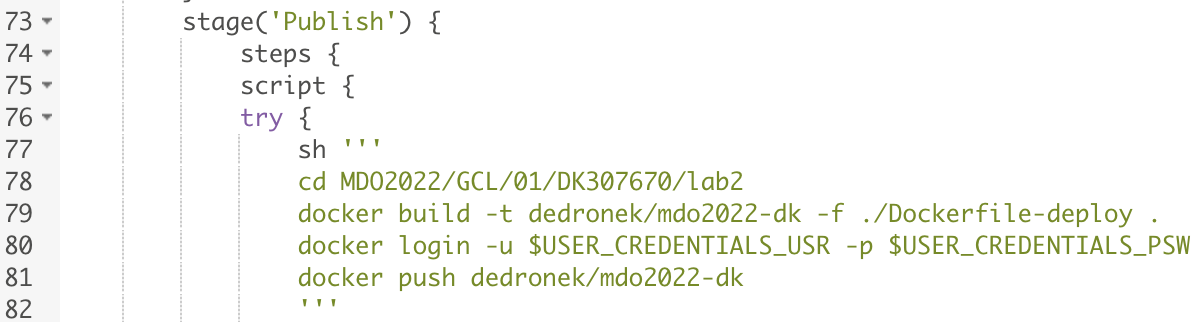 73 stage('Publish') {
74 steps {
75 script {
76 try {
77 sh '''
78 cd MDO2022/GCL/01/DK307670/lab2
79 docker build -t dedronek/mdo2022-dk -f ./Dockerfile-deploy .
80 docker login -u $USER_CREDENTIALS_USR -p $USER_CREDENTIALS_PSW
81 docker push dedronek/mdo2022-dk
82 '''